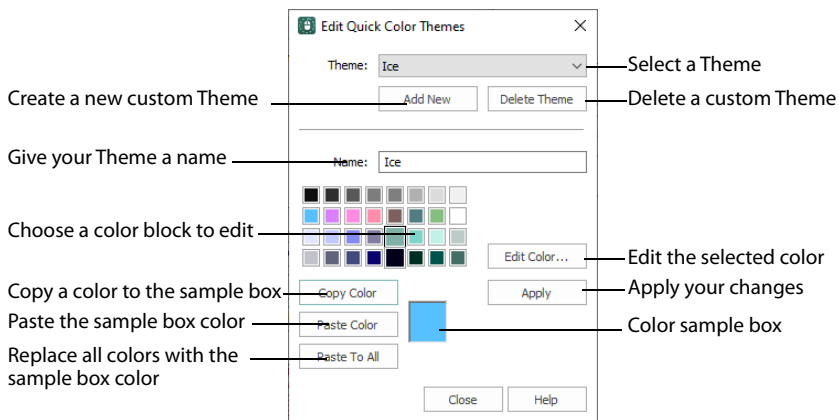 Edit Quick Color Themes
Theme: Ice
Select a Theme
Create a new custom Theme
Add New
Delete Theme
Delete a custom Theme
Give your Theme a name
Name: Ice
Choose a color block to edit
Edit Color...
Edit the selected color
Copy a color to the sample box
Copy Color
Apply
Apply your changes
Paste the sample box color
Paste Color
Color sample box
Replace all colors with the
sample box color
Paste To All
Close
Help